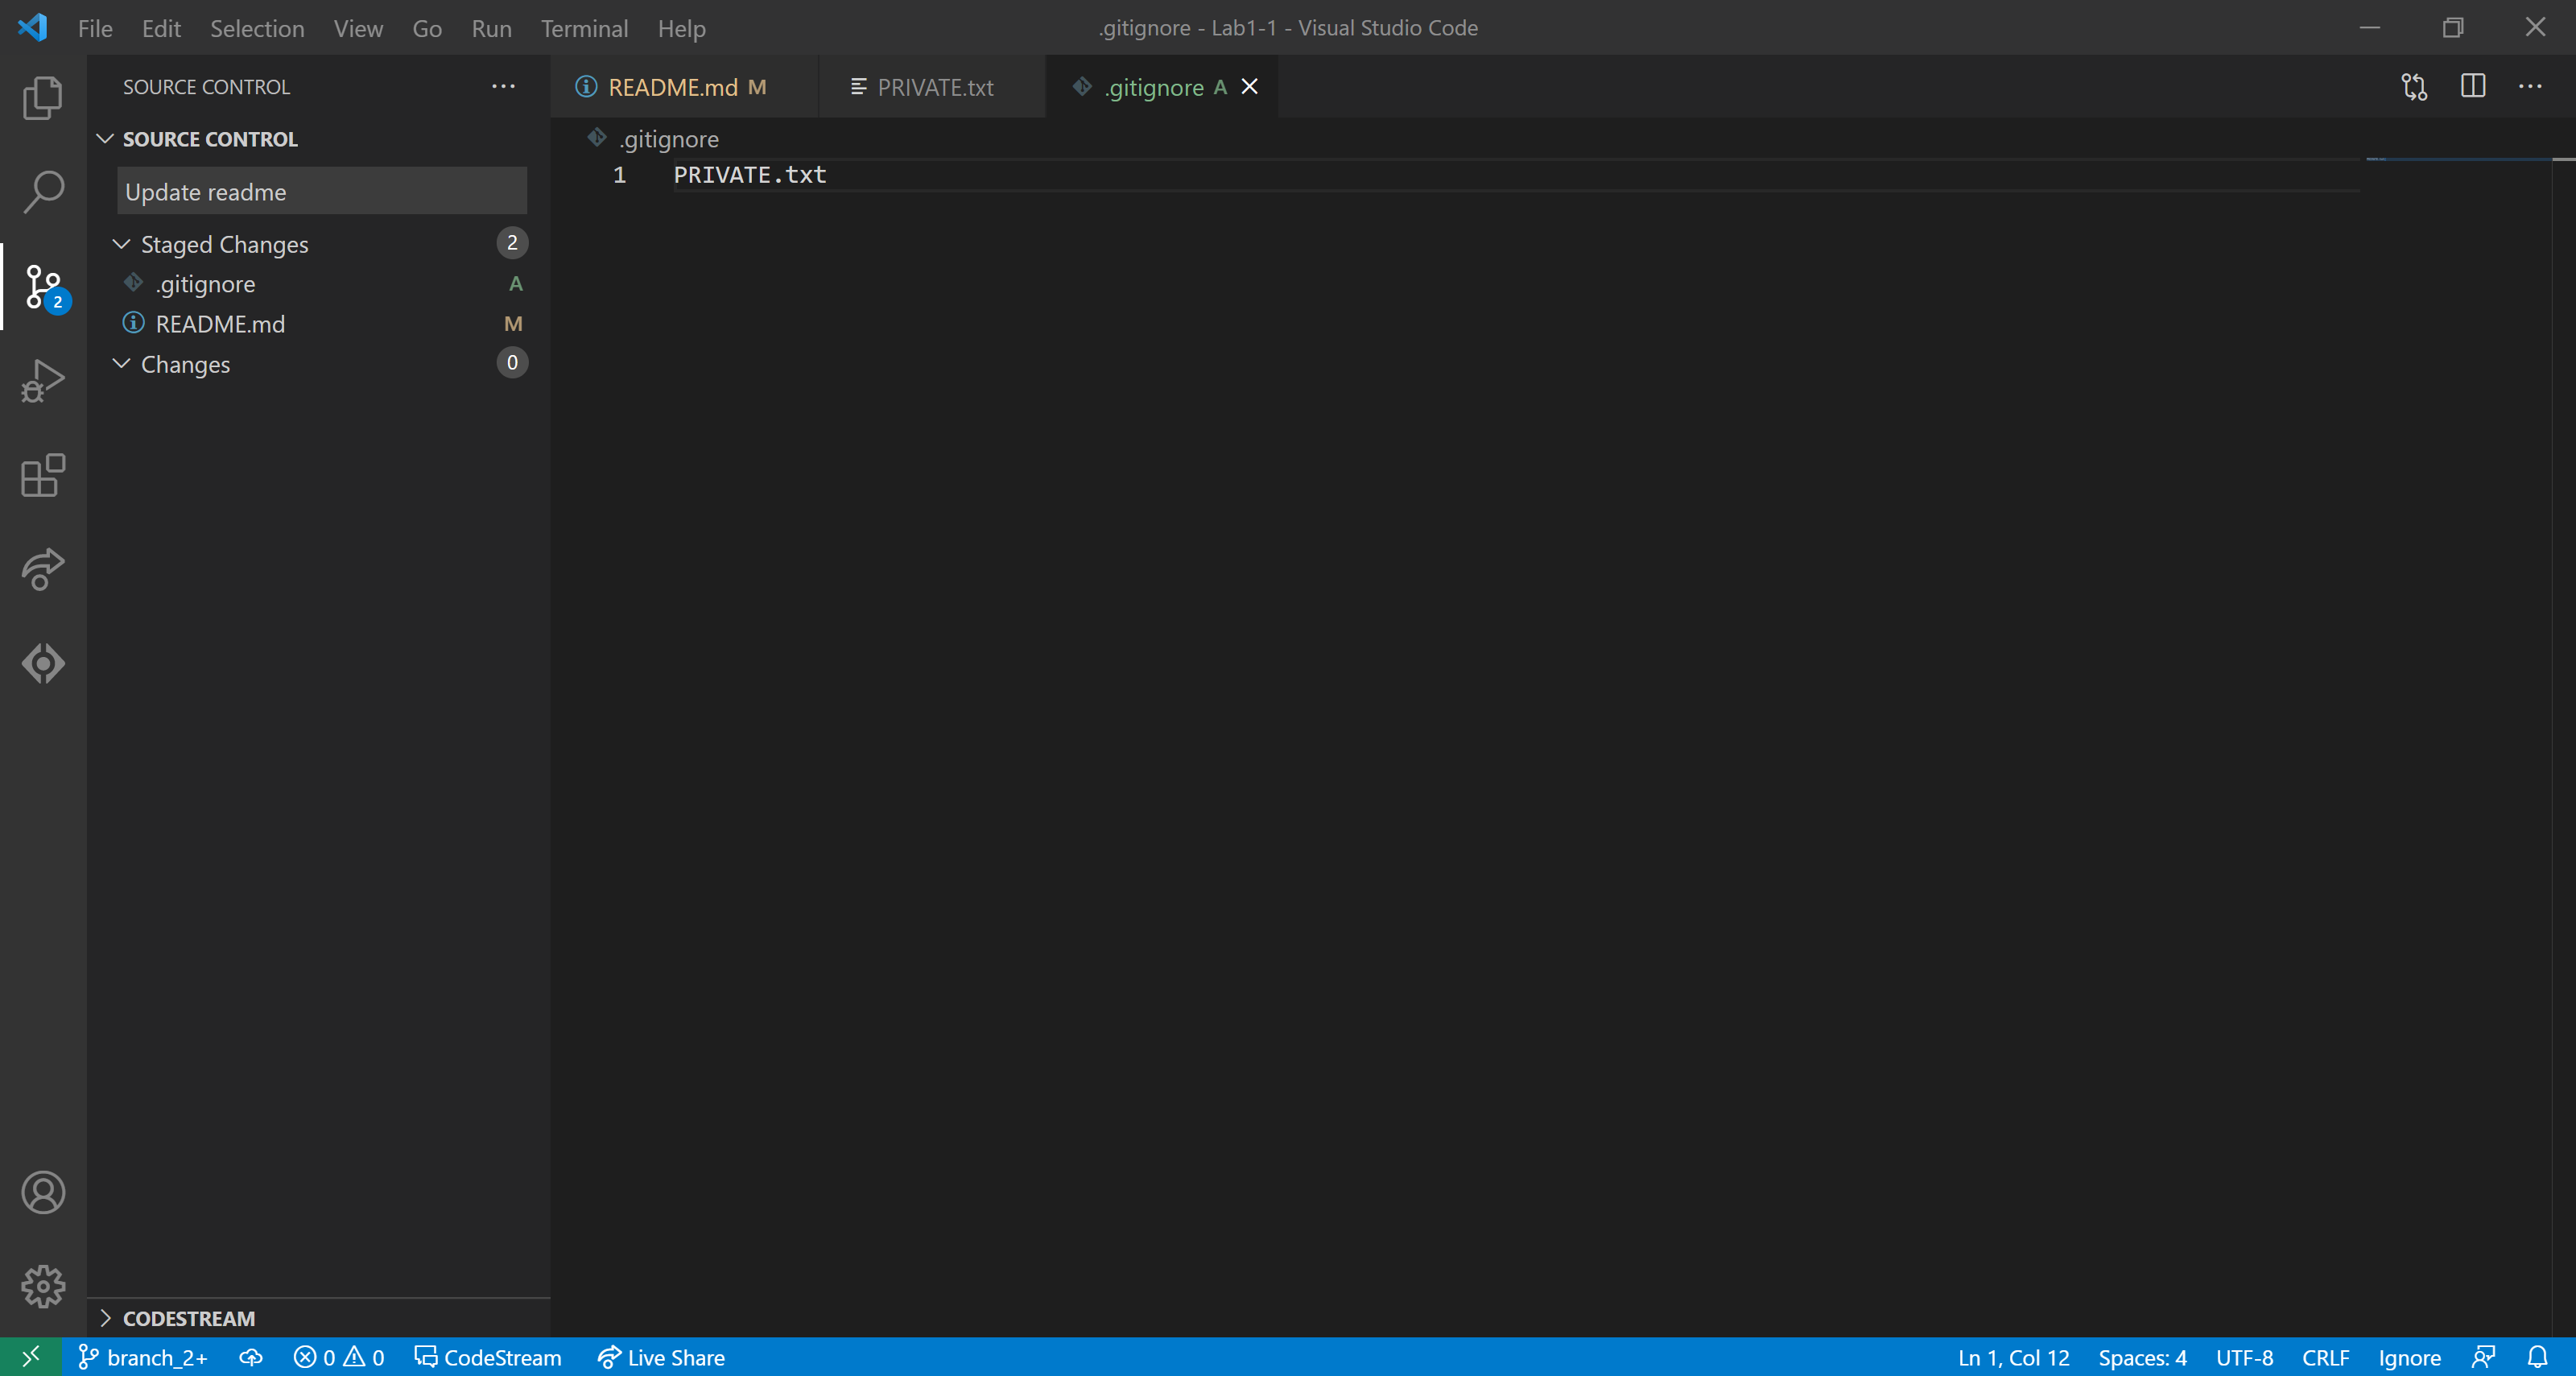 File Edit Selection View Go Run Terminal Help
.gitignore - Lab1-1 - Visual Studio Code
SOURCE CONTROL
README.md M
PRIVATE.txt
.gitignore A
SOURCE CONTROL
.gitignore
1 PRIVATE.txt
Update readme
Staged Changes 2
.gitignore A
2
README.md M
Changes 0
CODESTREAM
branch_2+ 0 0 CodeStream Live Share
Ln 1, Col 12 Spaces: 4 UTF-8 CRLF Ignore